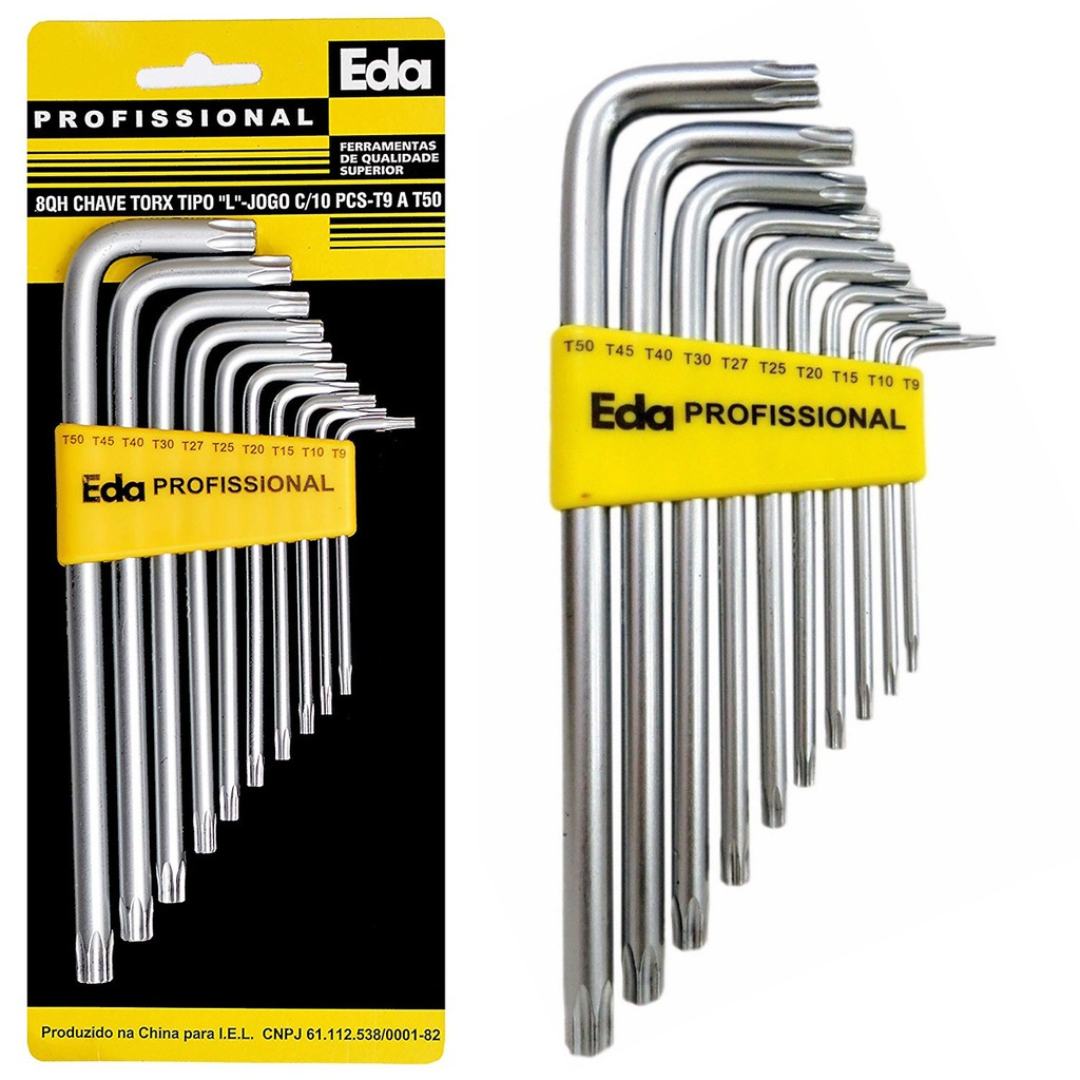 Eda
PROFISSIONAL
FERRAMENTAS
DE QUALIDADE
SUPERIOR
8QH CHAVE TORX TIPO "L"-JOGO C/10 PCS-T9 A T50
T50 T45 T40 T30 T27 T25 T20 T15 T10 T9
Eda PROFISSIONAL
Produzido na China para I.E.L. CNPJ 61.112.538/0001-82
T50 T45 T40 T30 T27 T25 T20 T15 T10 T9
Eda PROFISSIONAL